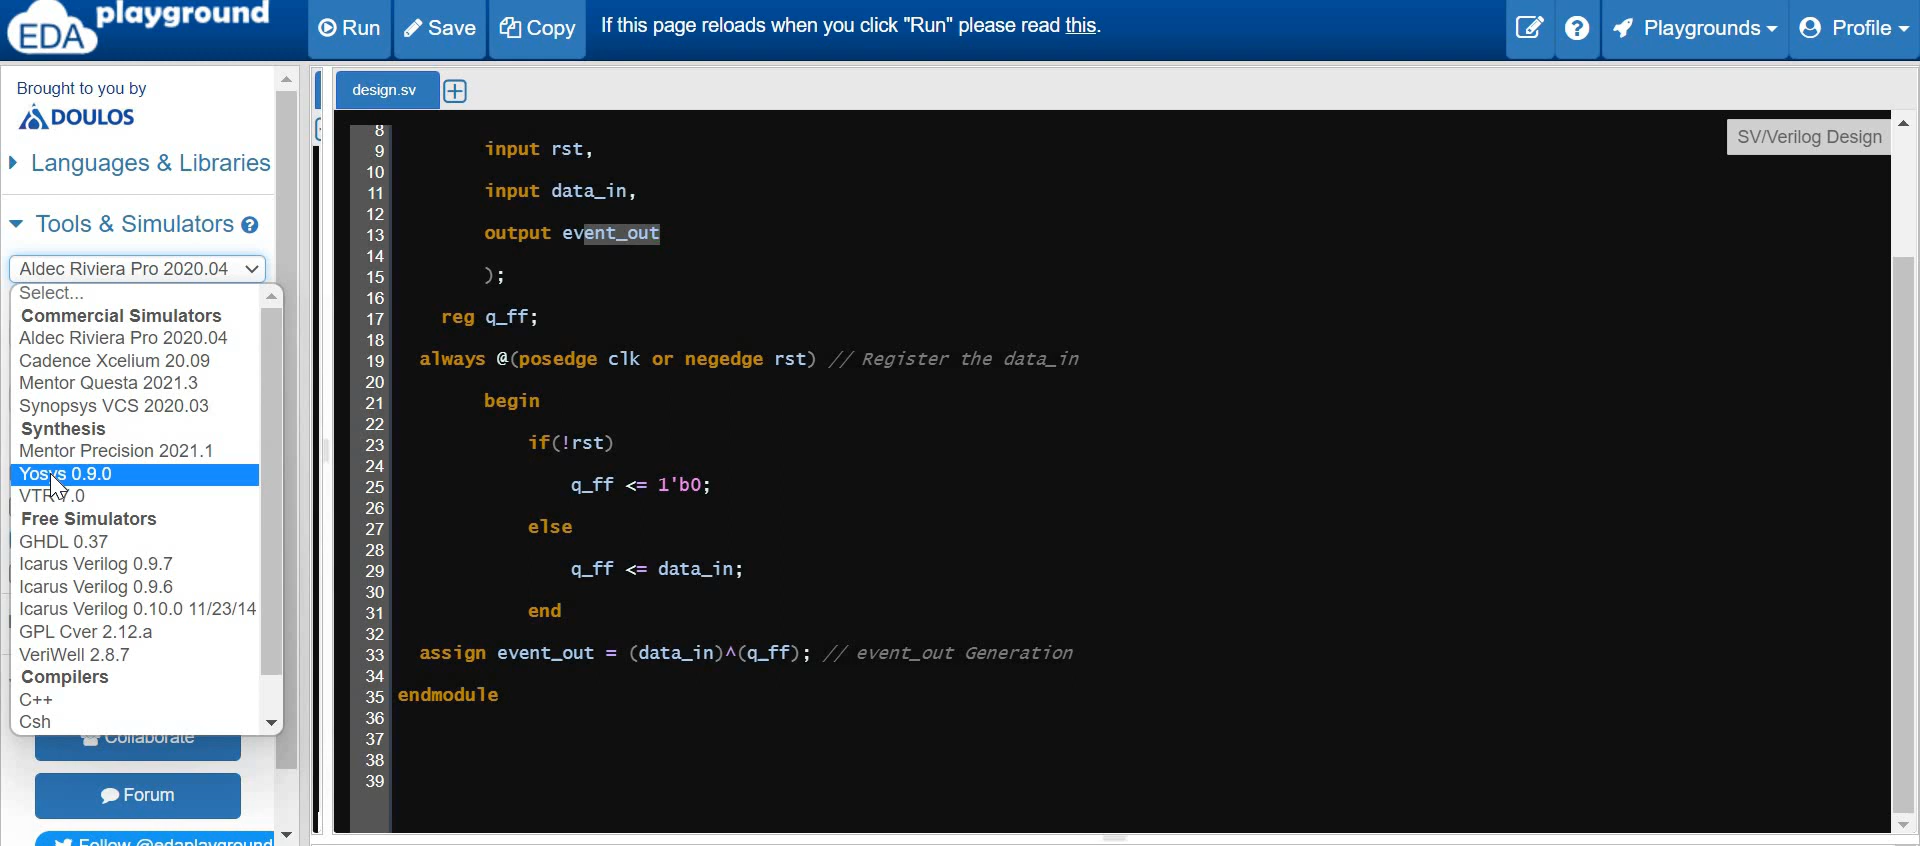 EDA playground
Run
Save
Copy
If this page reloads when you click "Run" please read this.
Playgrounds
Profile
Brought to you by
DOULOS
Languages & Libraries
Tools & Simulators
Aldec Riviera Pro 2020.04
Select...
Commercial Simulators
Aldec Riviera Pro 2020.04
Cadence Xcelium 20.09
Mentor Questa 2021.3
Synopsys VCS 2020.03
Synthesis
Mentor Precision 2021.1
Yosys 0.9.0
VTR 7.0
Free Simulators
GHDL 0.37
Icarus Verilog 0.9.7
Icarus Verilog 0.9.6
Icarus Verilog 0.10.0 11/23/14
GPL Cver 2.12.a
VeriWell 2.8.7
Compilers
C++
Csh
Collaborate
Forum
Follow @edaplayground
design.sv
SV/Verilog Design
8
9 input rst,
10
11 input data_in,
12
13 output event_out
14
15 );
16
17 reg q_ff;
18
19 always @(posedge clk or negedge rst) // Register the data_in
20
21 begin
22
23 if(!rst)
24
25 q_ff <= 1'b0;
26
27 else
28
29 q_ff <= data_in;
30
31 end
32
33 assign event_out = (data_in)^(q_ff); // event_out Generation
34
35 endmodule
36
37
38
39